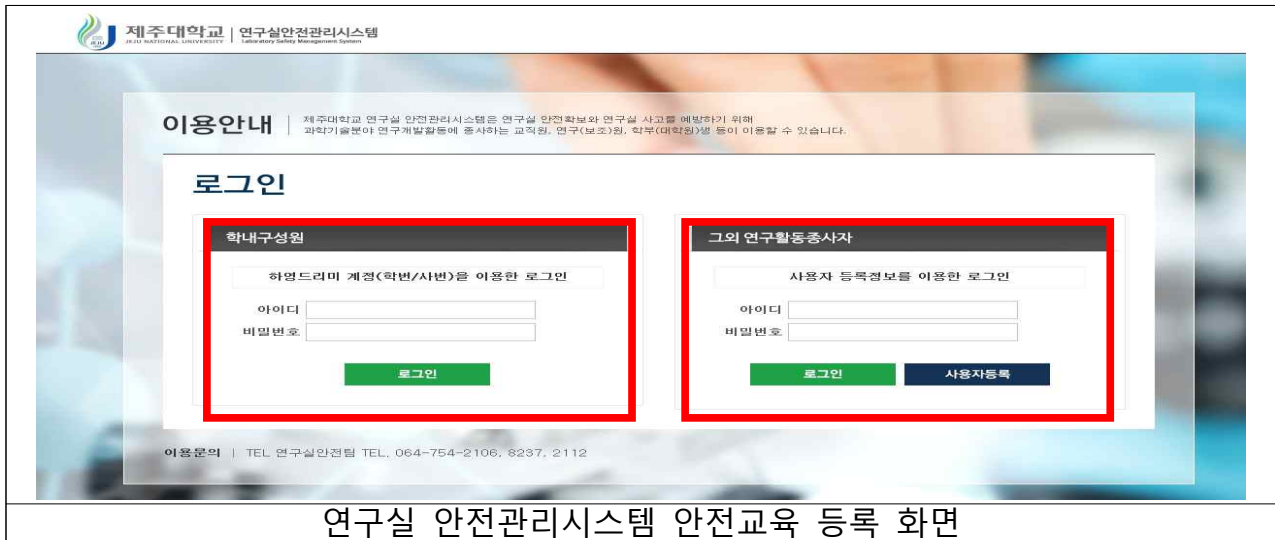 제주대학교 | 연구실안전관리시스템
JEJU NATIONAL UNIVERSITY Laboratory Safety Management System
이용안내 | 제주대학교 연구실 안전관리시스템은 연구실 안전확보와 연구실 사고를 예방하기 위해
과학기술분야 연구개발활동에 종사하는 교직원, 연구(보조)원, 학부(대학원)생 등이 이용할 수 있습니다.
로그인
학내구성원
하영드리미 계정(학번/사번)을 이용한 로그인
아이디
비밀번호
로그인
그외 연구활동종사자
사용자 등록정보를 이용한 로그인
아이디
비밀번호
로그인 사용자등록
이용문의 | TEL 연구실안전팀 TEL. 064-754-2106, 8237, 2112
연구실 안전관리시스템 안전교육 등록 화면